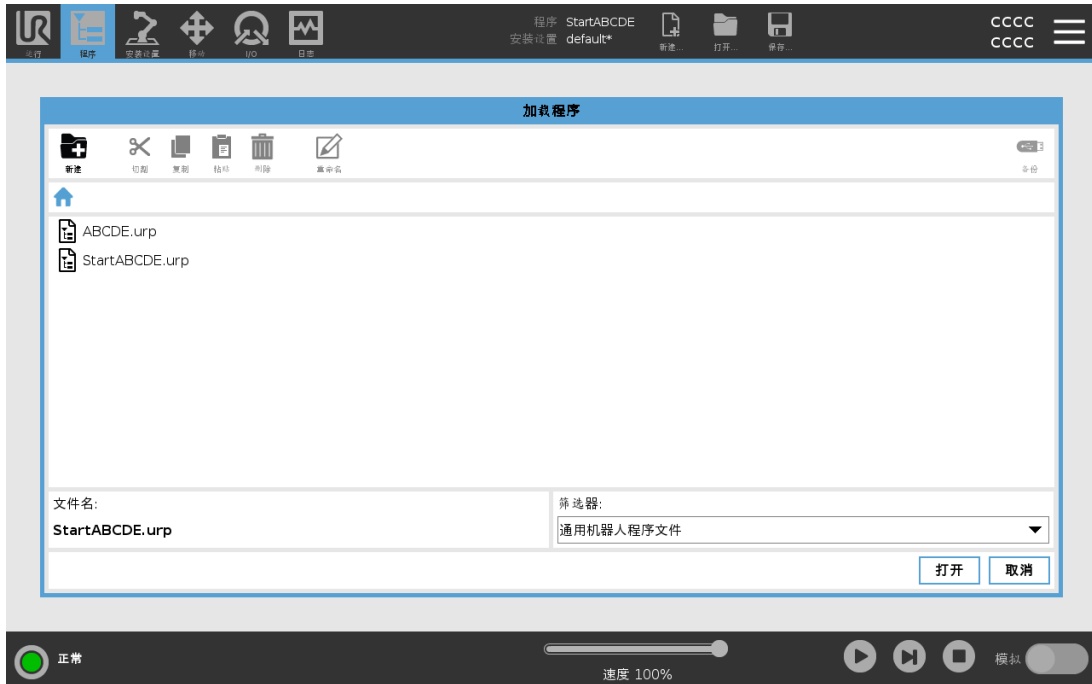 程序 StartABCDE
安装设置 default*
运行
程序
安装设置
移动
I/O
日志
新建...
打开...
保存...
CCCC
CCCC
加载程序
新建
切割
复制
粘贴
删除
重命名
备份
ABCDE.urp
StartABCDE.urp
文件名:
筛选器:
StartABCDE.urp
通用机器人程序文件
打开
取消
正常
速度 100%
模拟